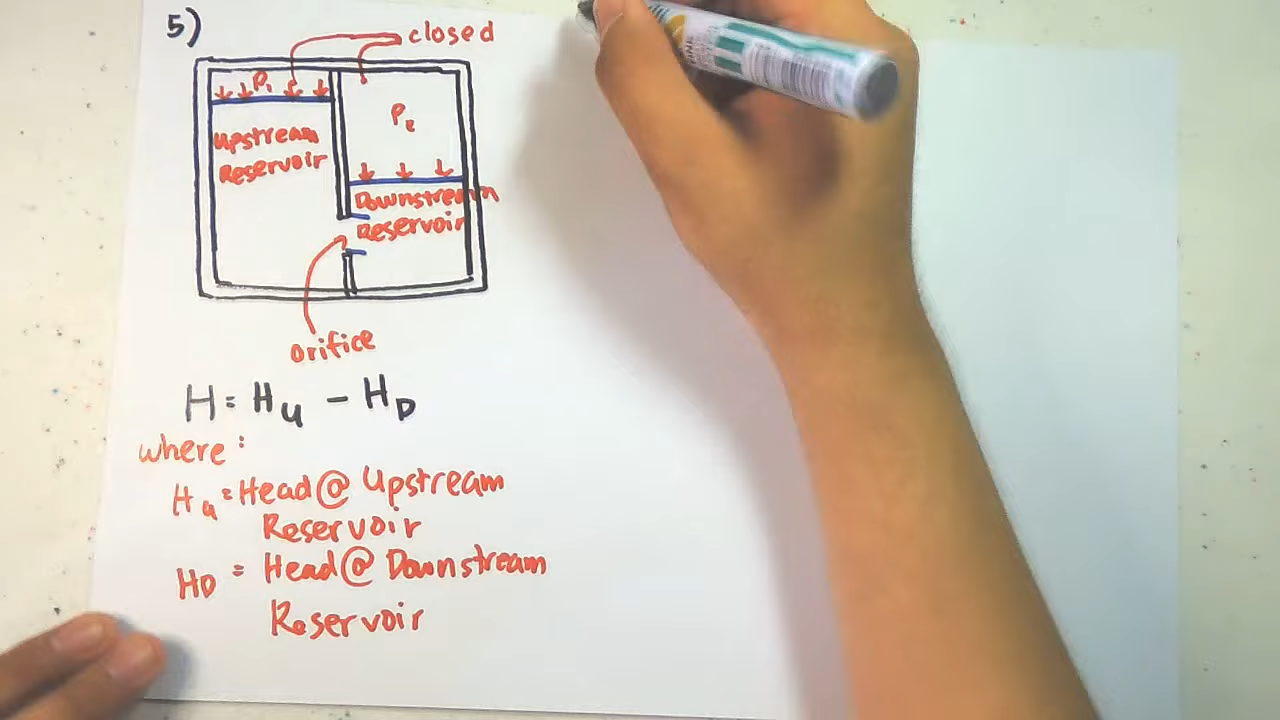 5)
closed
P1
P2
Upstream
Reservoir
Downstream
Reservoir
Orifice
H = Hu - HD
where:
Hu = Head @ Upstream
Reservoir
HD = Head @ Downstream
Reservoir